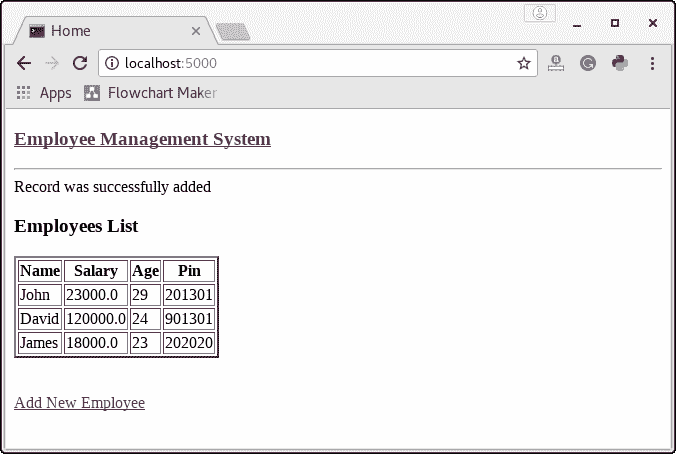 Home
localhost:5000
Apps Flowchart Maker
Employee Management System
Record was successfully added
Employees List
Name Salary Age Pin
John 23000.0 29 201301
David 120000.0 24 901301
James 18000.0 23 202020
Add New Employee